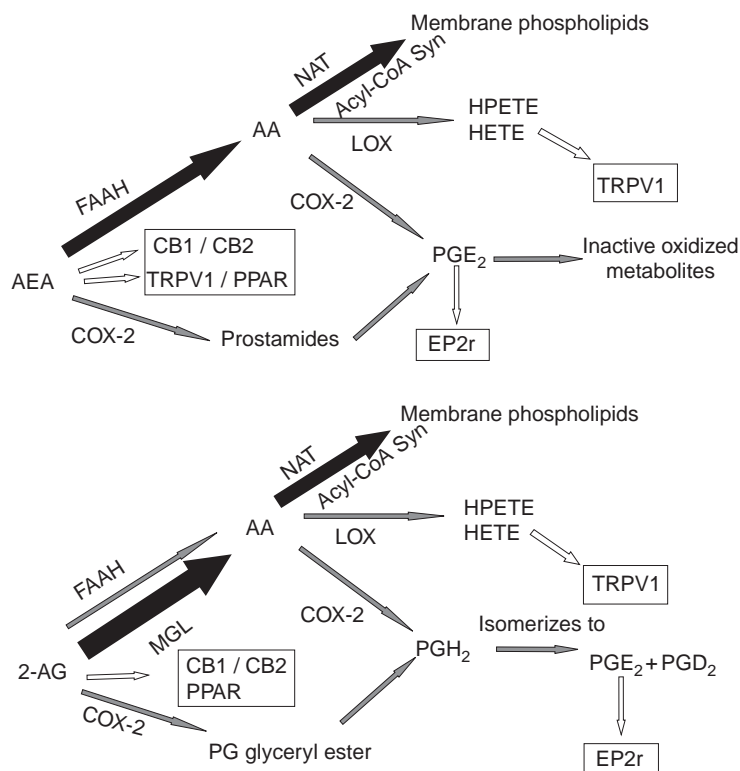 Membrane phospholipids
NAT
Acyl-CoA Syn
AA
HPETE
HETE
LOX
TRPV1
FAAH
COX-2
CB1 / CB2
TRPV1 / PPAR
AEA
PGE₂
Inactive oxidized
metabolites
COX-2
Prostamides
EP2r
Membrane phospholipids
NAT
Acyl-CoA Syn
AA
HPETE
HETE
LOX
TRPV1
FAAH
MGL
COX-2
Isomerizes to
2-AG
CB1 / CB2
PPAR
PGH₂
PGE₂ + PGD₂
COX-2
PG glyceryl ester
EP2r